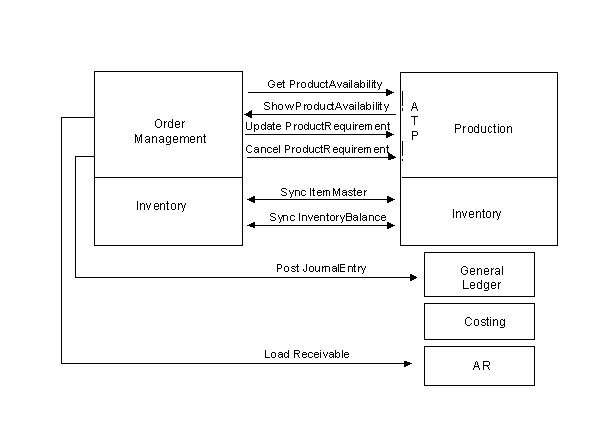 Get ProductAvailability
ShowProductAvailability
Update ProductRequirement
Cancel ProductRequirement
Order
Management
A
T
P
Production
Inventory
Sync ItemMaster
Sync InventoryBalance
Inventory
Post JournalEntry
General
Ledger
Costing
Load Receivable
AR